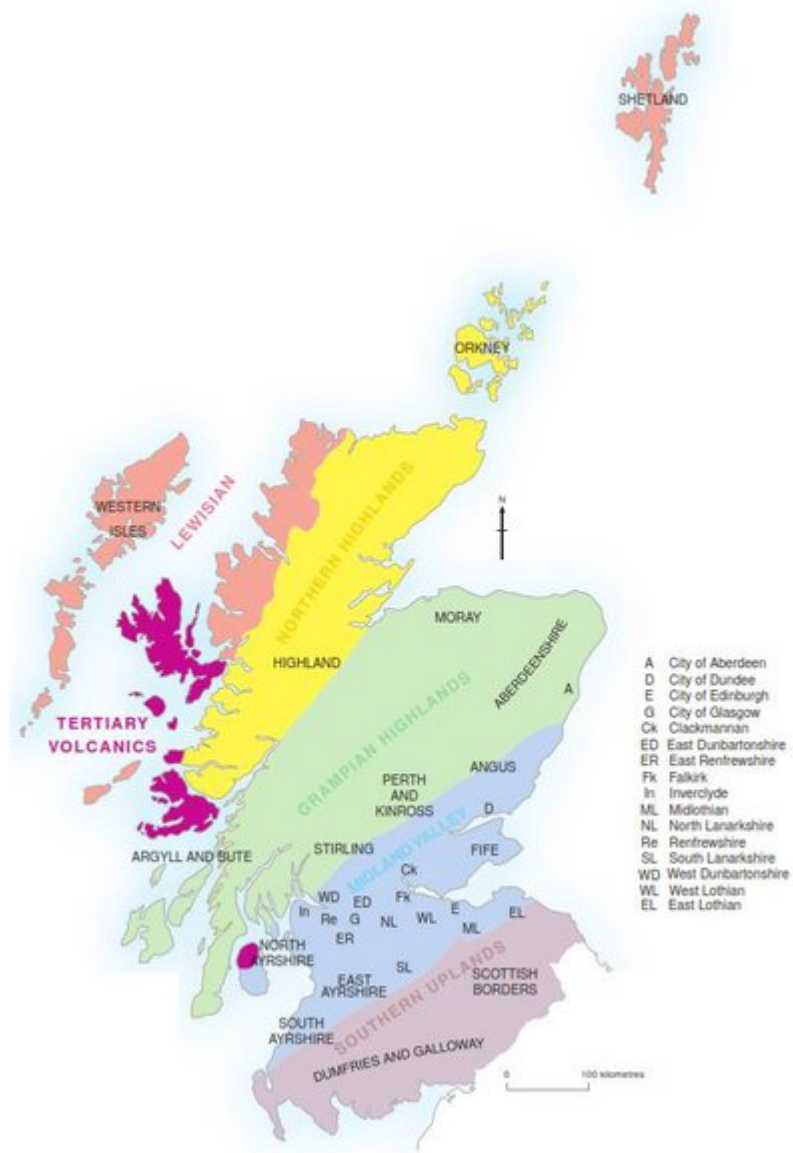 SHETLAND
ORKNEY
WESTERN
ISLES
LEWISIAN
N
NORTHERN HIGHLANDS
HIGHLAND
MORAY
ABERDEENSHIRE
A
TERTIARY
VOLCANICS
GRAMPIAN HIGHLANDS
ANGUS
PERTH
AND
KINROSS
D
MIDLAND VALLEY
ARGYLL AND BUTE
STIRLING
FIFE
Ck
WD
ED
Fk
In
Re
G
NL
WL
E
EL
ML
ER
NORTH
AYRSHIRE
SL
EAST
AYRSHIRE
SOUTHERN UPLANDS
SCOTTISH
BORDERS
SOUTH
AYRSHIRE
DUMFRIES AND GALLOWAY
0 100 kilometres
A City of Aberdeen
D City of Dundee
E City of Edinburgh
G City of Glasgow
Ck Clackmannan
ED East Dunbartonshire
ER East Renfrewshire
Fk Falkirk
In Inverclyde
ML Midlothian
NL North Lanarkshire
Re Renfrewshire
SL South Lanarkshire
WD West Dunbartonshire
WL West Lothian
EL East Lothian